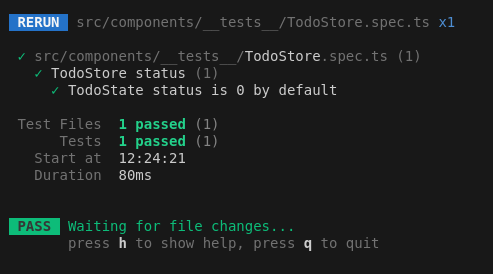 RERUN src/components/__tests__/TodoStore.spec.ts x1
✓ src/components/__tests__/TodoStore.spec.ts (1)
✓ TodoStore status (1)
✓ TodoState status is 0 by default
Test Files 1 passed (1)
Tests 1 passed (1)
Start at 12:24:21
Duration 80ms
PASS Waiting for file changes...
press h to show help, press q to quit